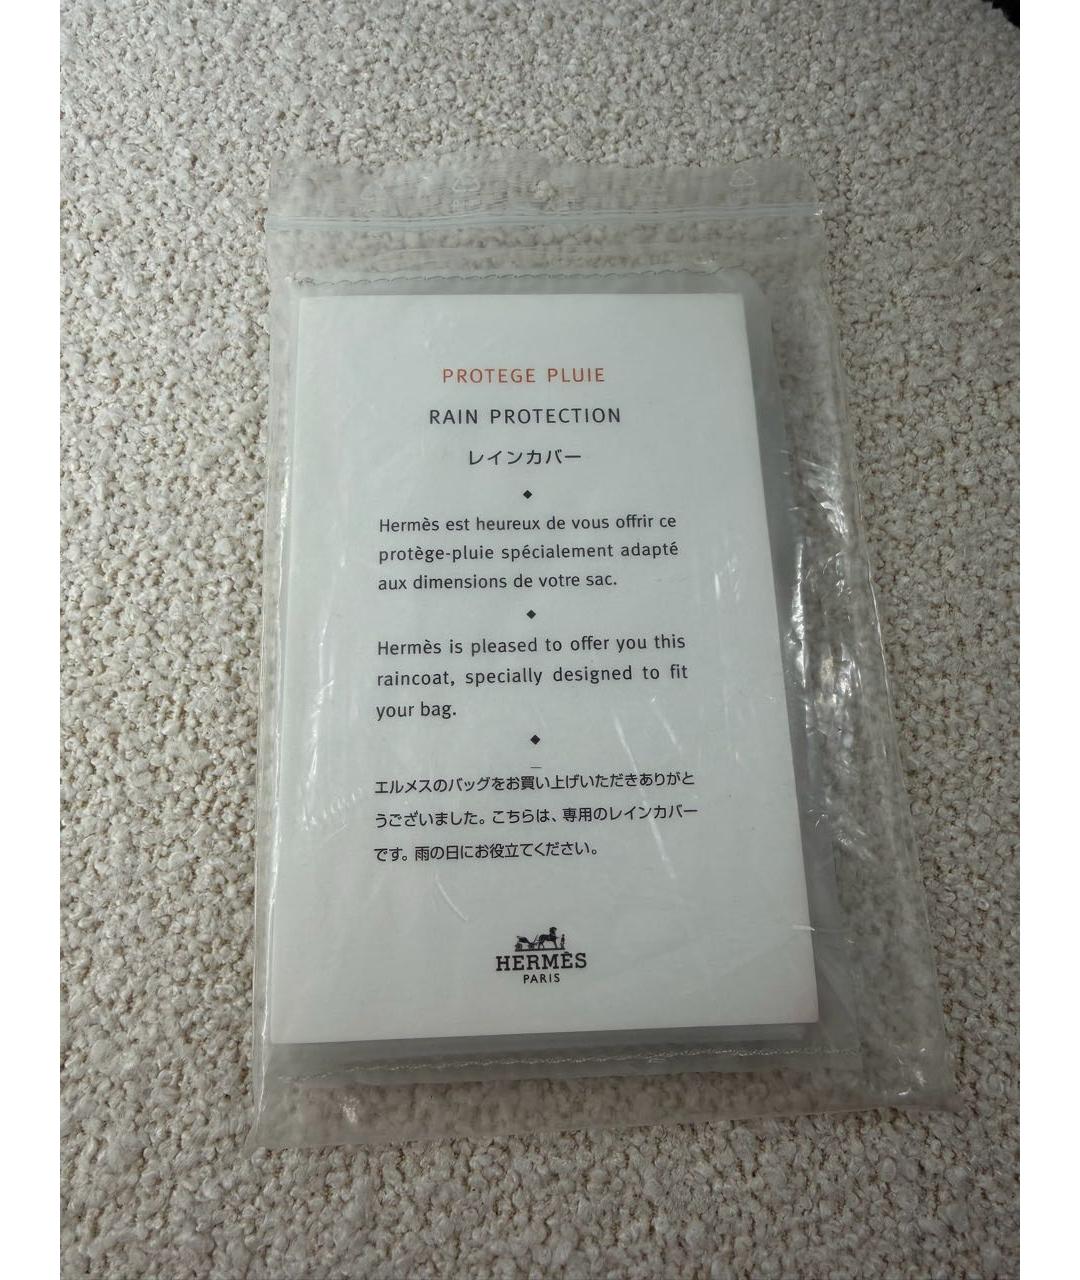 PROTEGE PLUIE
RAIN PROTECTION
レインカバー
Hermès est heureux de vous offrir ce
protège-pluie spécialement adapté
aux dimensions de votre sac.
Hermès is pleased to offer you this
raincoat, specially designed to fit
your bag.
エルメスのバッグをお買い上げいただきありがと
うございました。こちらは、専用のレインカバー
です。雨の日にお役立てください。
HERMÈS
PARIS